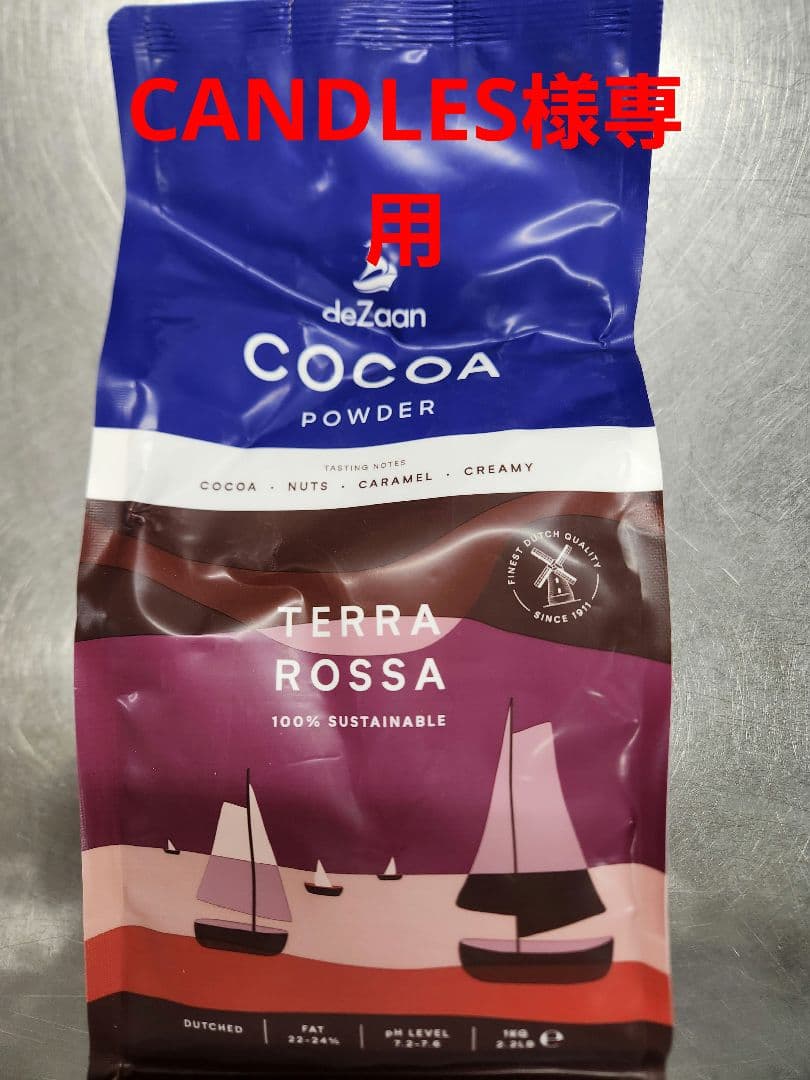 CANDLES様専
用
deZaan
COCOA
POWDER
TASTING NOTES
COCOA · NUTS · CARAMEL · CREAMY
FINEST DUTCH QUALITY
SINCE 1911
TERRA
ROSSA
100% SUSTAINABLE
DUTCHED
FAT
22-24%
pH LEVEL
7.2-7.6
1KG
2.2LB ℮